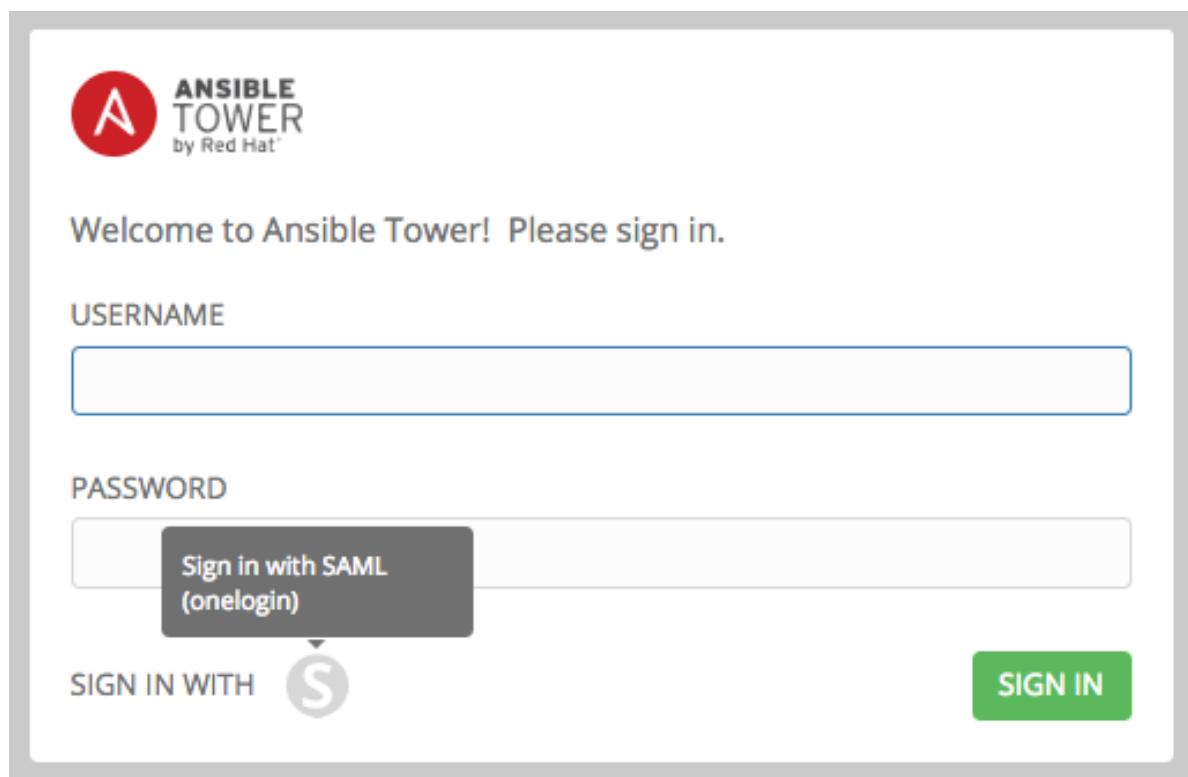 ANSIBLE
TOWER
by Red Hat
Welcome to Ansible Tower! Please sign in.
USERNAME
PASSWORD
Sign in with SAML
(onelogin)
SIGN IN WITH S
SIGN IN